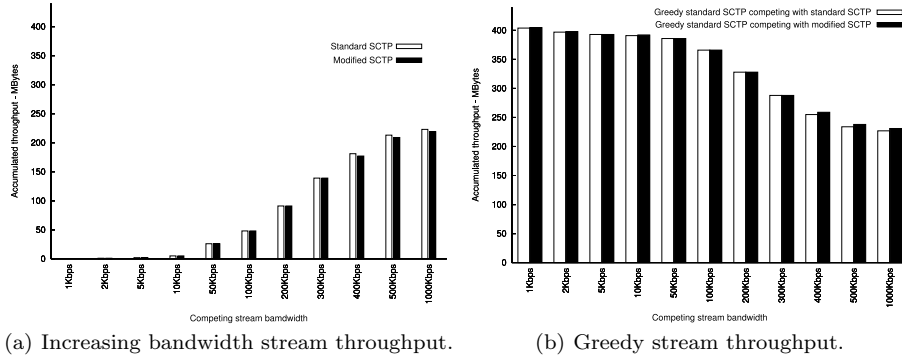 400
350
300
250
200
150
100
50
0
Accumulated throughput - MBytes
Standard SCTP
Modified SCTP
1Kbps
2Kbps
5Kbps
10Kbps
50Kbps
100Kbps
200Kbps
300Kbps
400Kbps
500Kbps
1000Kbps
Competing stream bamdwidth
(a) Increasing bandwidth stream throughput.
400
350
300
250
200
150
100
50
0
Accumulated throughput - MBytes
Greedy standard SCTP competing with standard SCTP
Greedy standard SCTP competing with modified SCTP
1Kbps
2Kbps
5Kbps
10Kbps
50Kbps
100Kbps
200Kbps
300Kbps
400Kbps
500Kbps
1000Kbps
Competing stream bandwidth
(b) Greedy stream throughput.